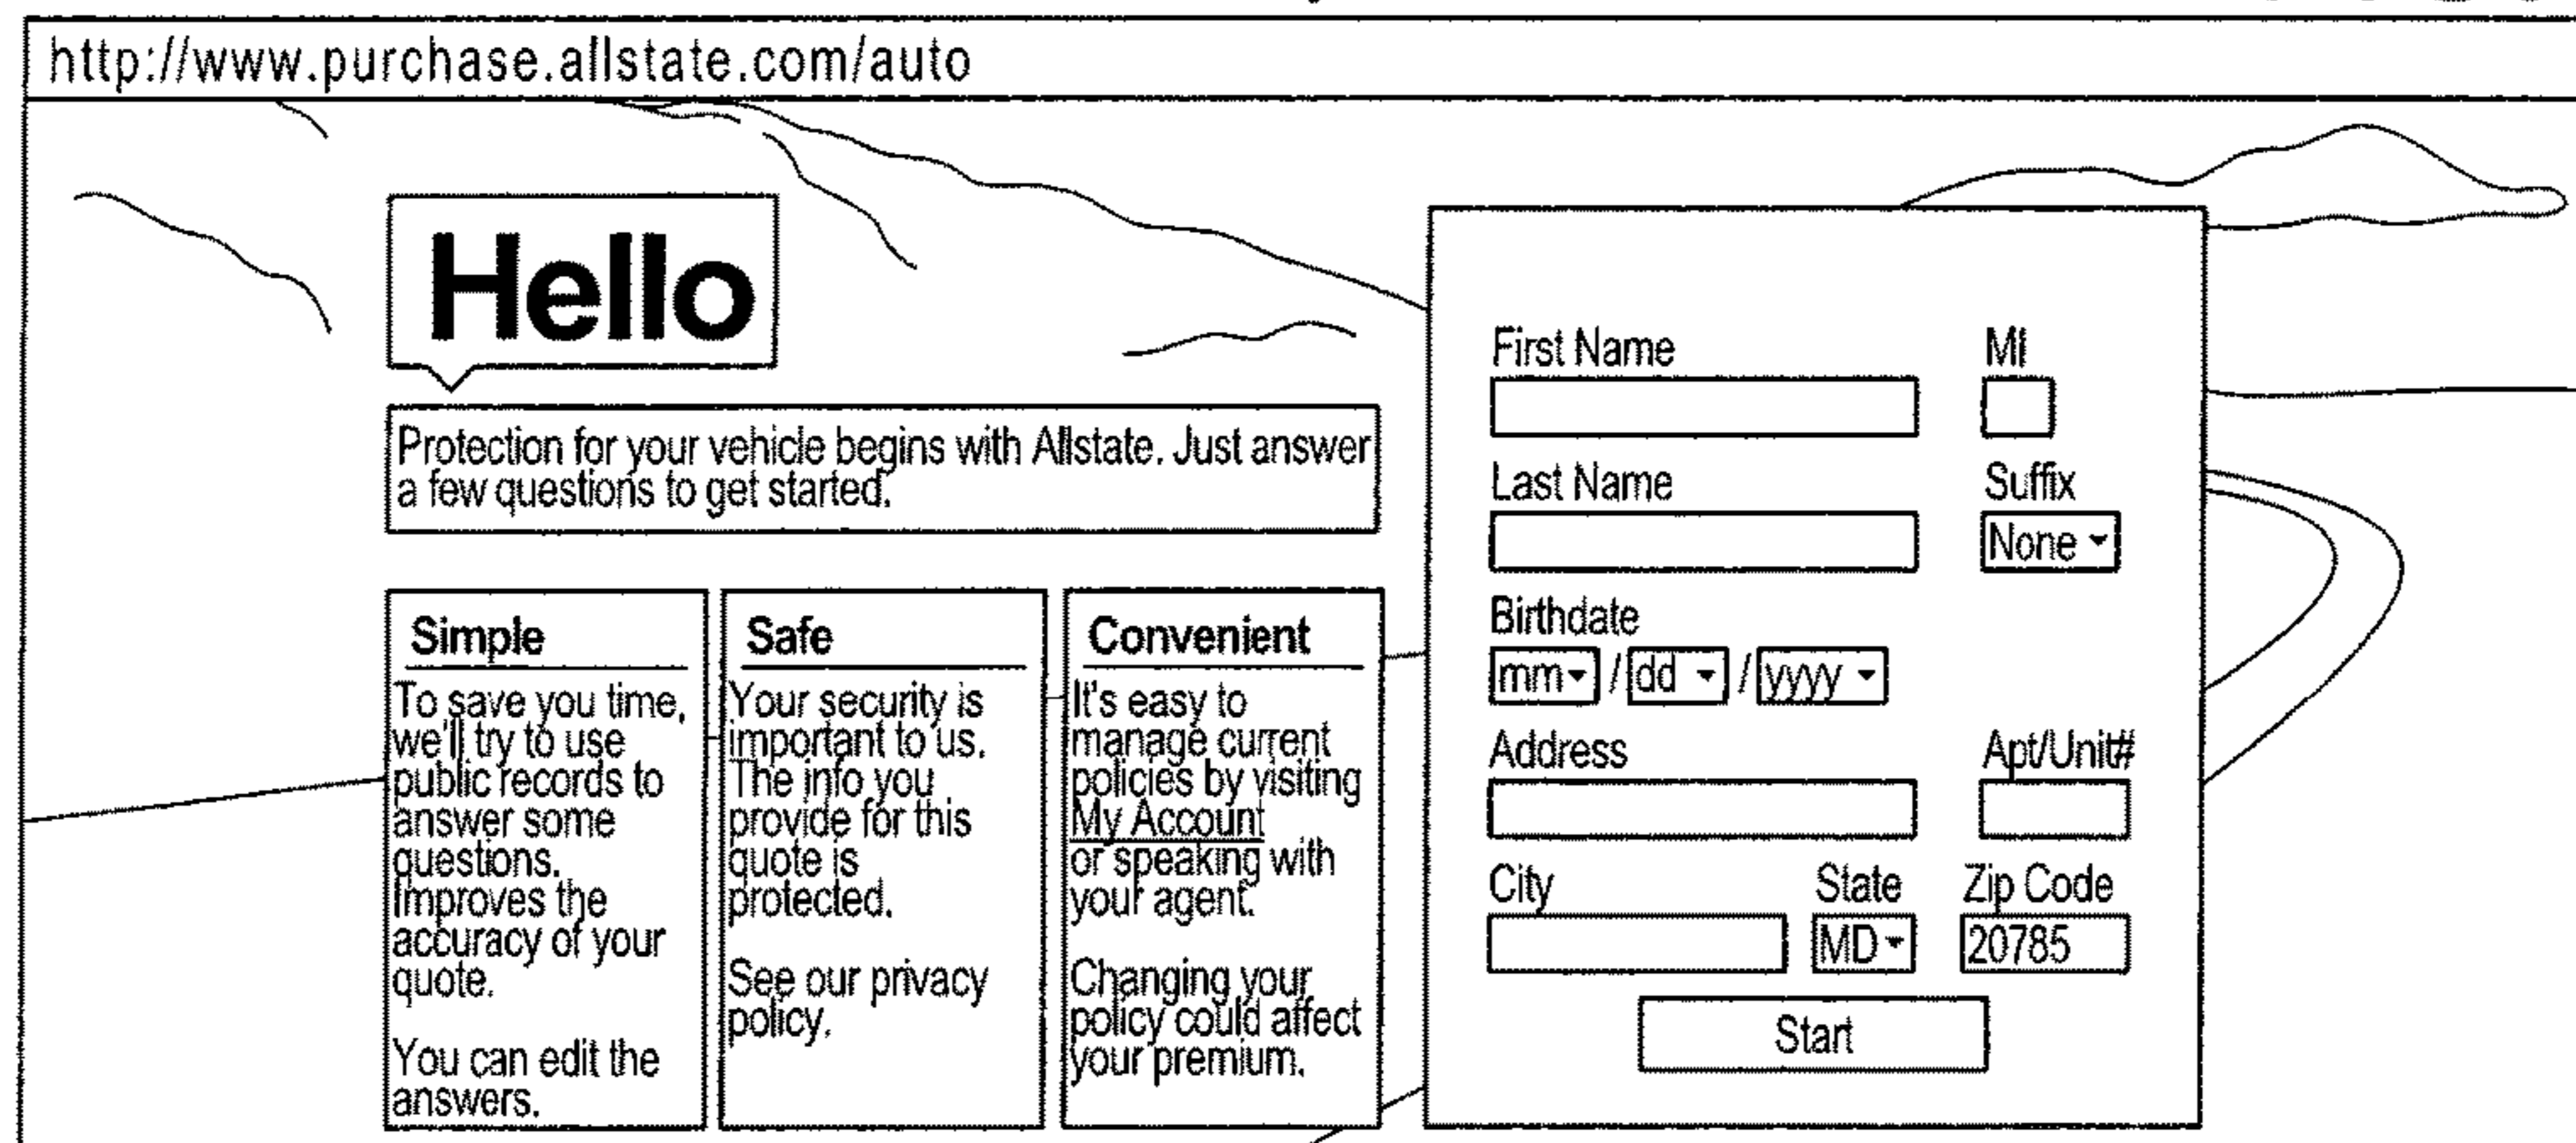 http://www.purchase.allstate.com/auto
Hello
Protection for your vehicle begins with Allstate. Just answer
a few questions to get started.
Simple
To save you time,
we'll try to use
public records to
answer some
questions.
Improves the
accuracy of your
quote.
You can edit the
answers.
Safe
Your security is
important to us.
The info you
provide for this
quote is
protected.
See our privacy
policy.
Convenient
It's easy to
manage current
policies by visiting
My Account
or speaking with
your agent.
Changing your
policy could affect
your premium.
First Name MI
Last Name Suffix
None
Birthdate
mm / dd / yyyy
Address Apt/Unit#
City State Zip Code
MD 20785
Start